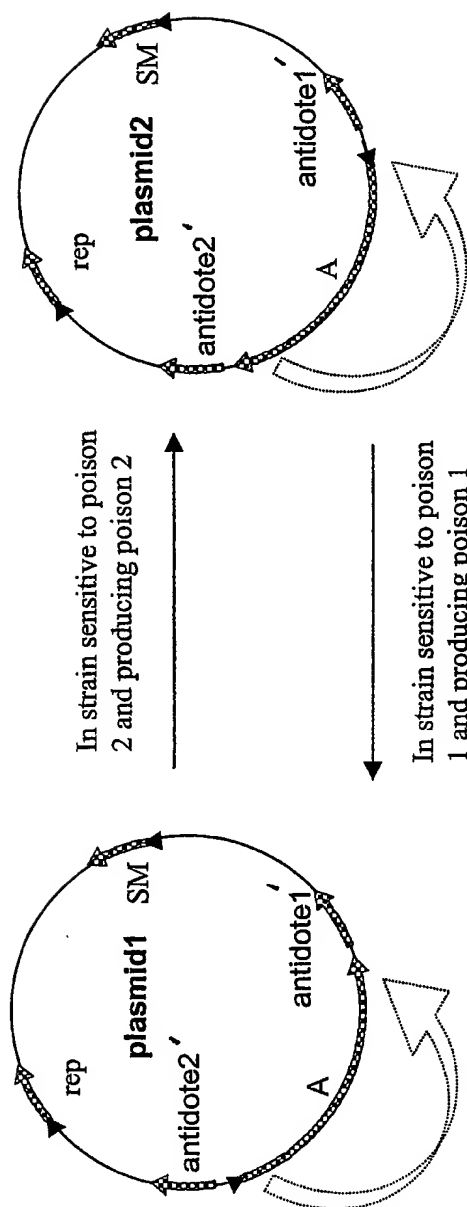 rep
SM
plasmid1
antidote2'
antidote1'
A
In strain sensitive to poison
2 and producing poison 2
In strain sensitive to poison
1 and producing poison 1
rep
SM
plasmid2
antidote2'
antidote1'
A